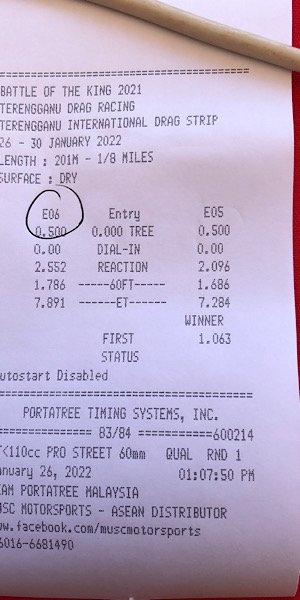 ==============================
BATTLE OF THE KING 2021
TERENGGANU DRAG RACING
TERENGGANU INTERNATIONAL DRAG STRIP
26 - 30 JANUARY 2022
LENGTH : 201M - 1/8 MILES
SURFACE : DRY
E06 Entry E05
0.500 0.000 TREE 0.500
0.00 DIAL-IN 0.00
2.552 REACTION 2.096
1.786 ------60FT----- 1.686
7.891 ------ET------- 7.284
WINNER
FIRST 1.063
STATUS
utostart Disabled
==============================
PORTATREE TIMING SYSTEMS, INC.
============ 83/84 ============600214
<110cc PRO STREET 60mm QUAL RND 1
anuary 26, 2022 01:07:50 PM
EAM PORTATREE MALAYSIA
USC MOTORSPORTS - ASEAN DISTRIBUTOR
w.facebook.com/muscmotorsports
6016-6681490